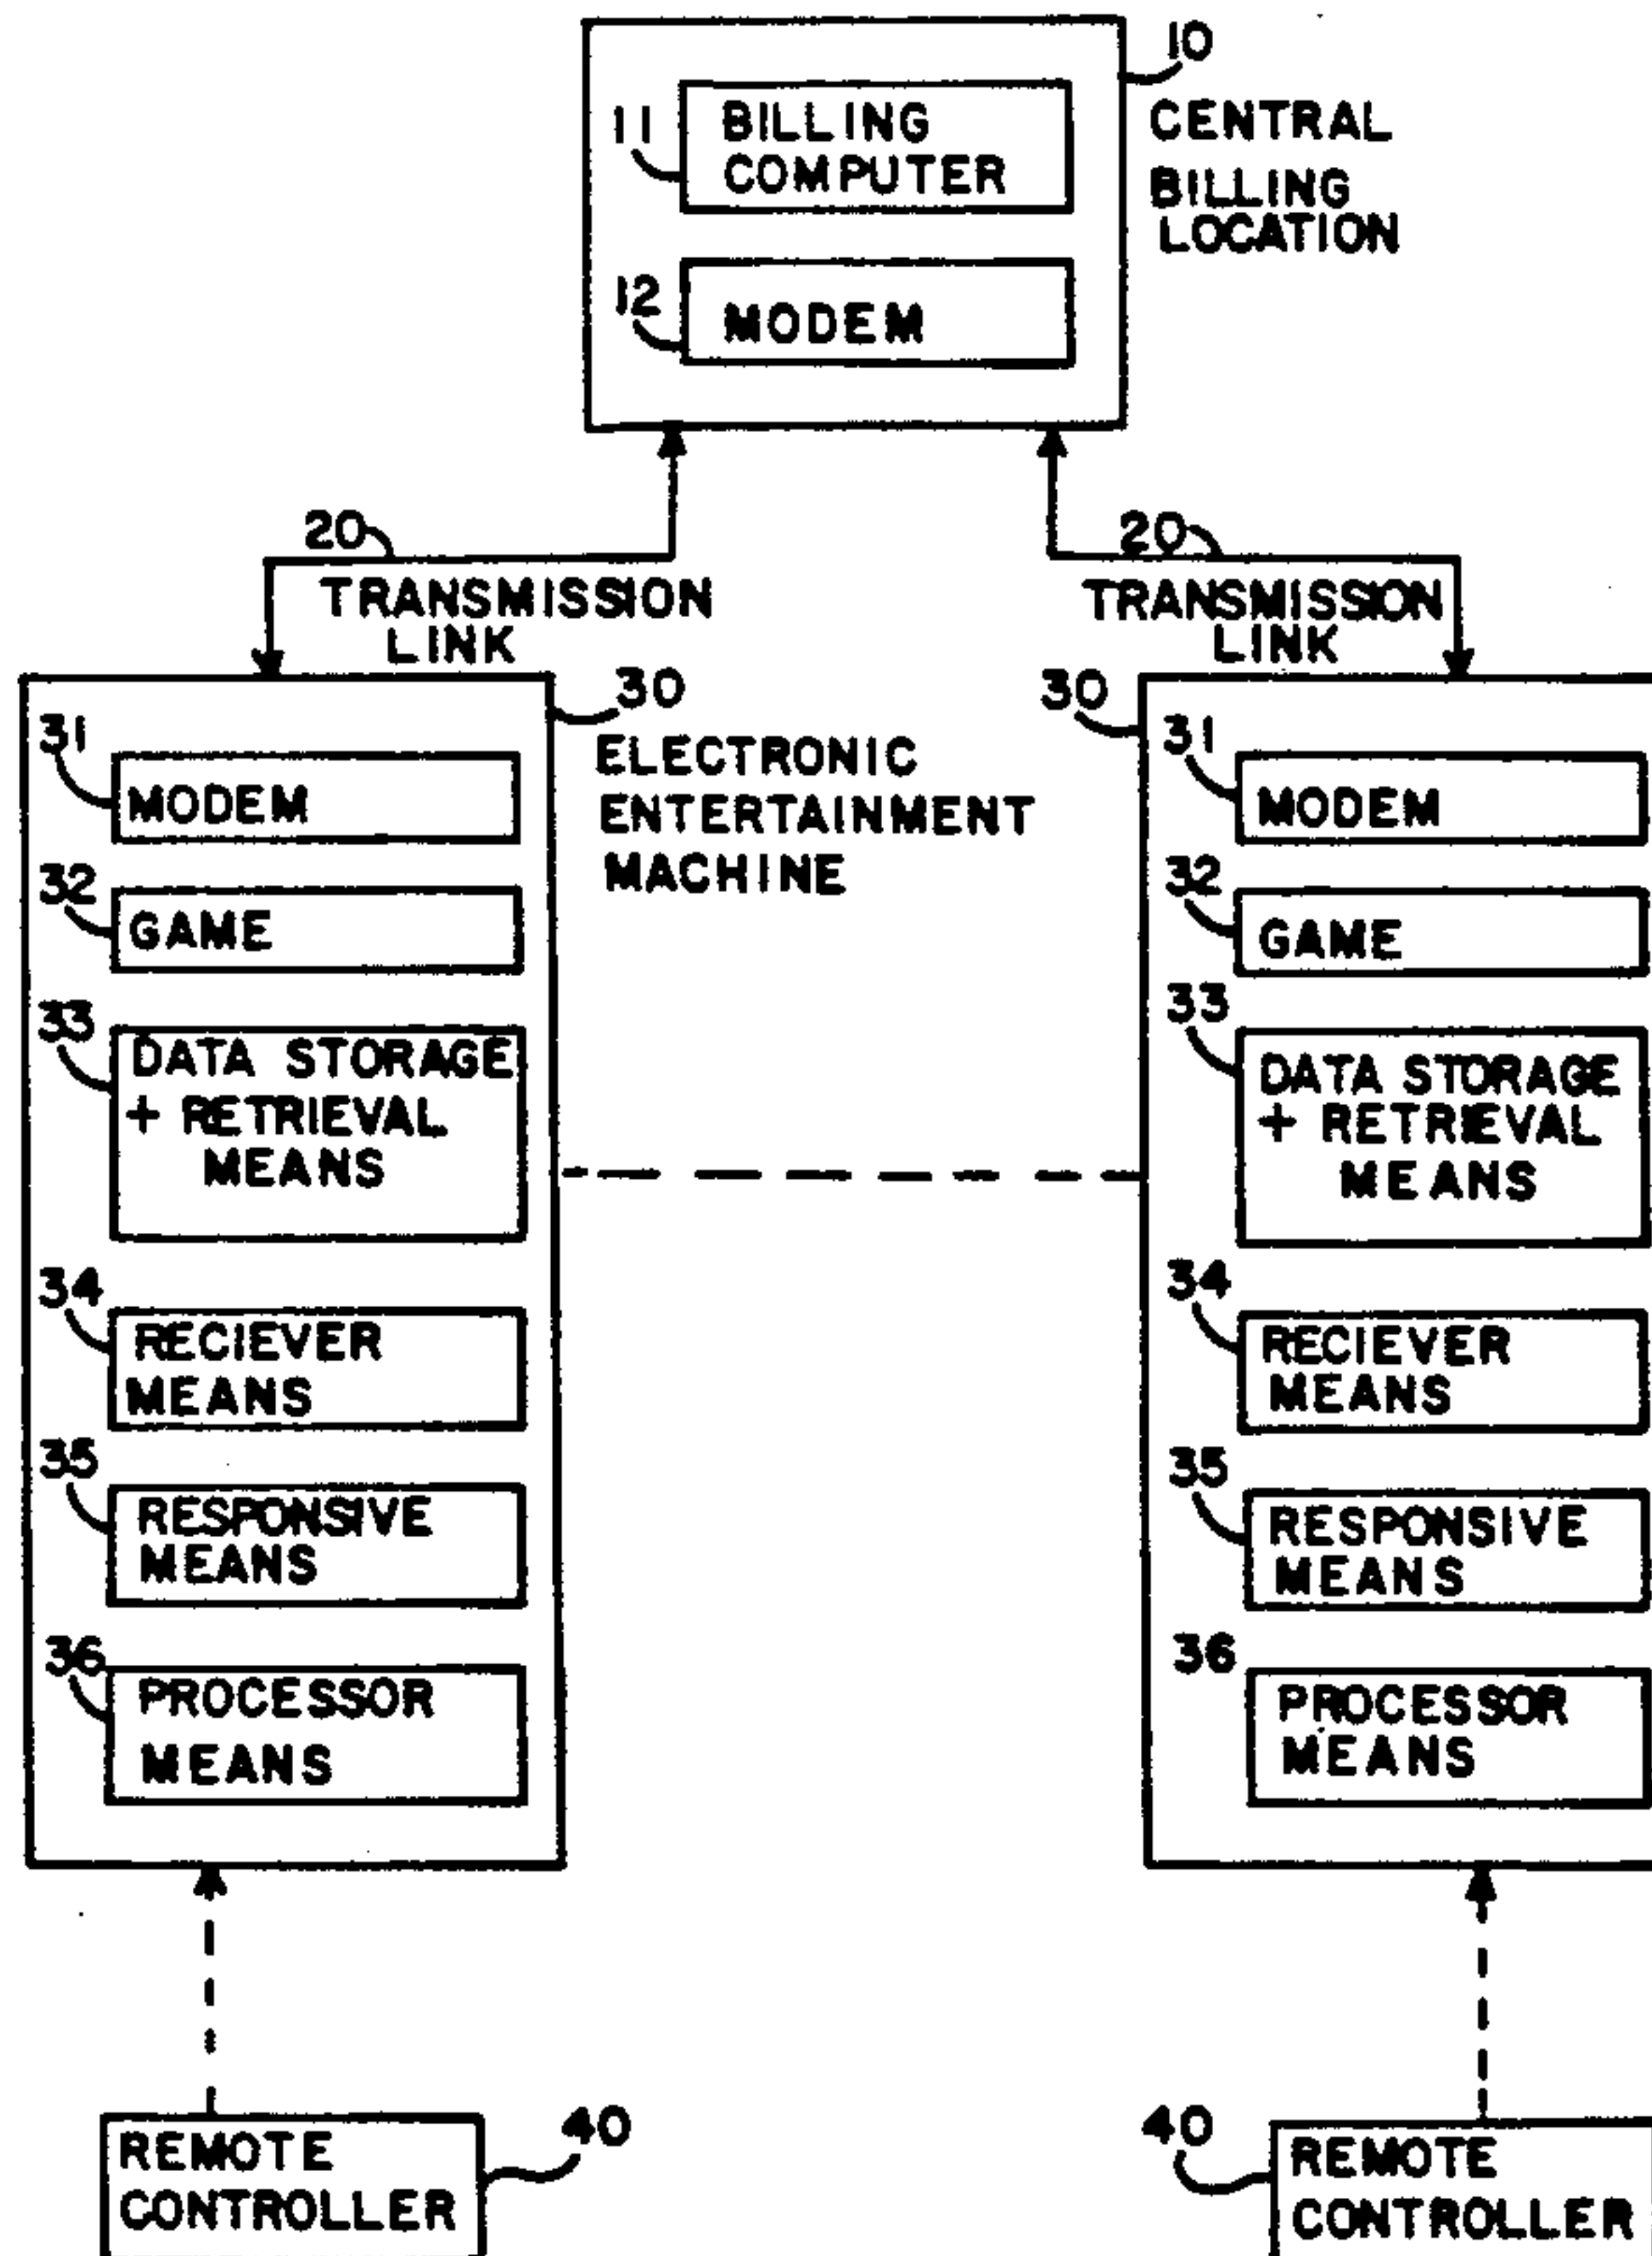 10
CENTRAL
BILLING
LOCATION
11
BILLING
COMPUTER
12
MODEM
20
TRANSMISSION
LINK
20
TRANSMISSION
LINK
30
ELECTRONIC
ENTERTAINMENT
MACHINE
31
MODEM
32
GAME
33
DATA STORAGE
+ RETRIEVAL
MEANS
34
RECIEVER
MEANS
35
RESPONSIVE
MEANS
36
PROCESSOR
MEANS
30
31
MODEM
32
GAME
33
DATA STORAGE
+ RETRIEVAL
MEANS
34
RECIEVER
MEANS
35
RESPONSIVE
MEANS
36
PROCESSOR
MEANS
REMOTE
CONTROLLER
40
40
REMOTE
CONTROLLER